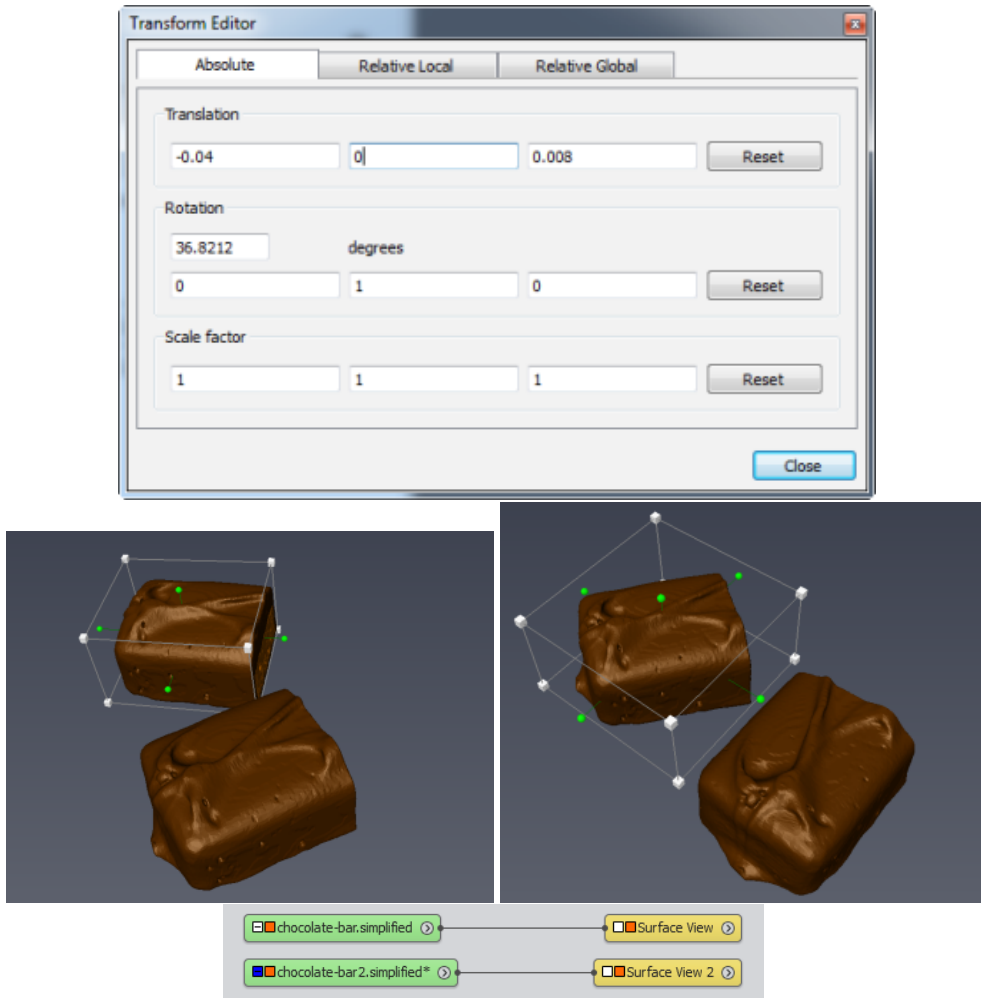 Transform Editor
Absolute Relative Local Relative Global
Translation
-0.04 0 0.008 Reset
Rotation
36.8212 degrees
0 1 0 Reset
Scale factor
1 1 1 Reset
Close
chocolate-bar.simplified Surface View
chocolate-bar2.simplified* Surface View 2